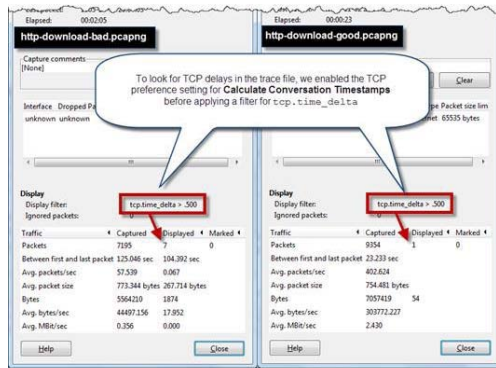 Elapsed: 00:02:05
http-download-bad.pcapng
Capture comments
[None]
Interface Dropped Pa
unknown unknown
Display
Display filter: tcp.time_delta > .500
Ignored packets: 0
Traffic Captured Displayed Marked
Packets 7195 7 0
Between first and last packet 125.046 sec 104.392 sec
Avg. packets/sec 57.539 0.067
Avg. packet size 773.344 bytes 267.714 bytes
Bytes 5564210 1874
Avg. bytes/sec 44497.156 17.952
Avg. MBit/sec 0.356 0.000
Help Close
Elapsed: 00:00:23
http-download-good.pcapng
Clear
pe Packet size lim
net 65535 bytes
Display
Display filter: tcp.time_delta > .500
Ignored packets:
Traffic Captured Displayed Marked
Packets 9354 1 0
Between first and last packet 23.233 sec
Avg. packets/sec 402.624
Avg. packet size 754.481 bytes
Bytes 7057419 54
Avg. bytes/sec 303772.227
Avg. MBit/sec 2.430
Help Close
To look for TCP delays in the trace file, we enabled the TCP
preference setting for Calculate Conversation Timestamps
before applying a filter for tcp.time_delta